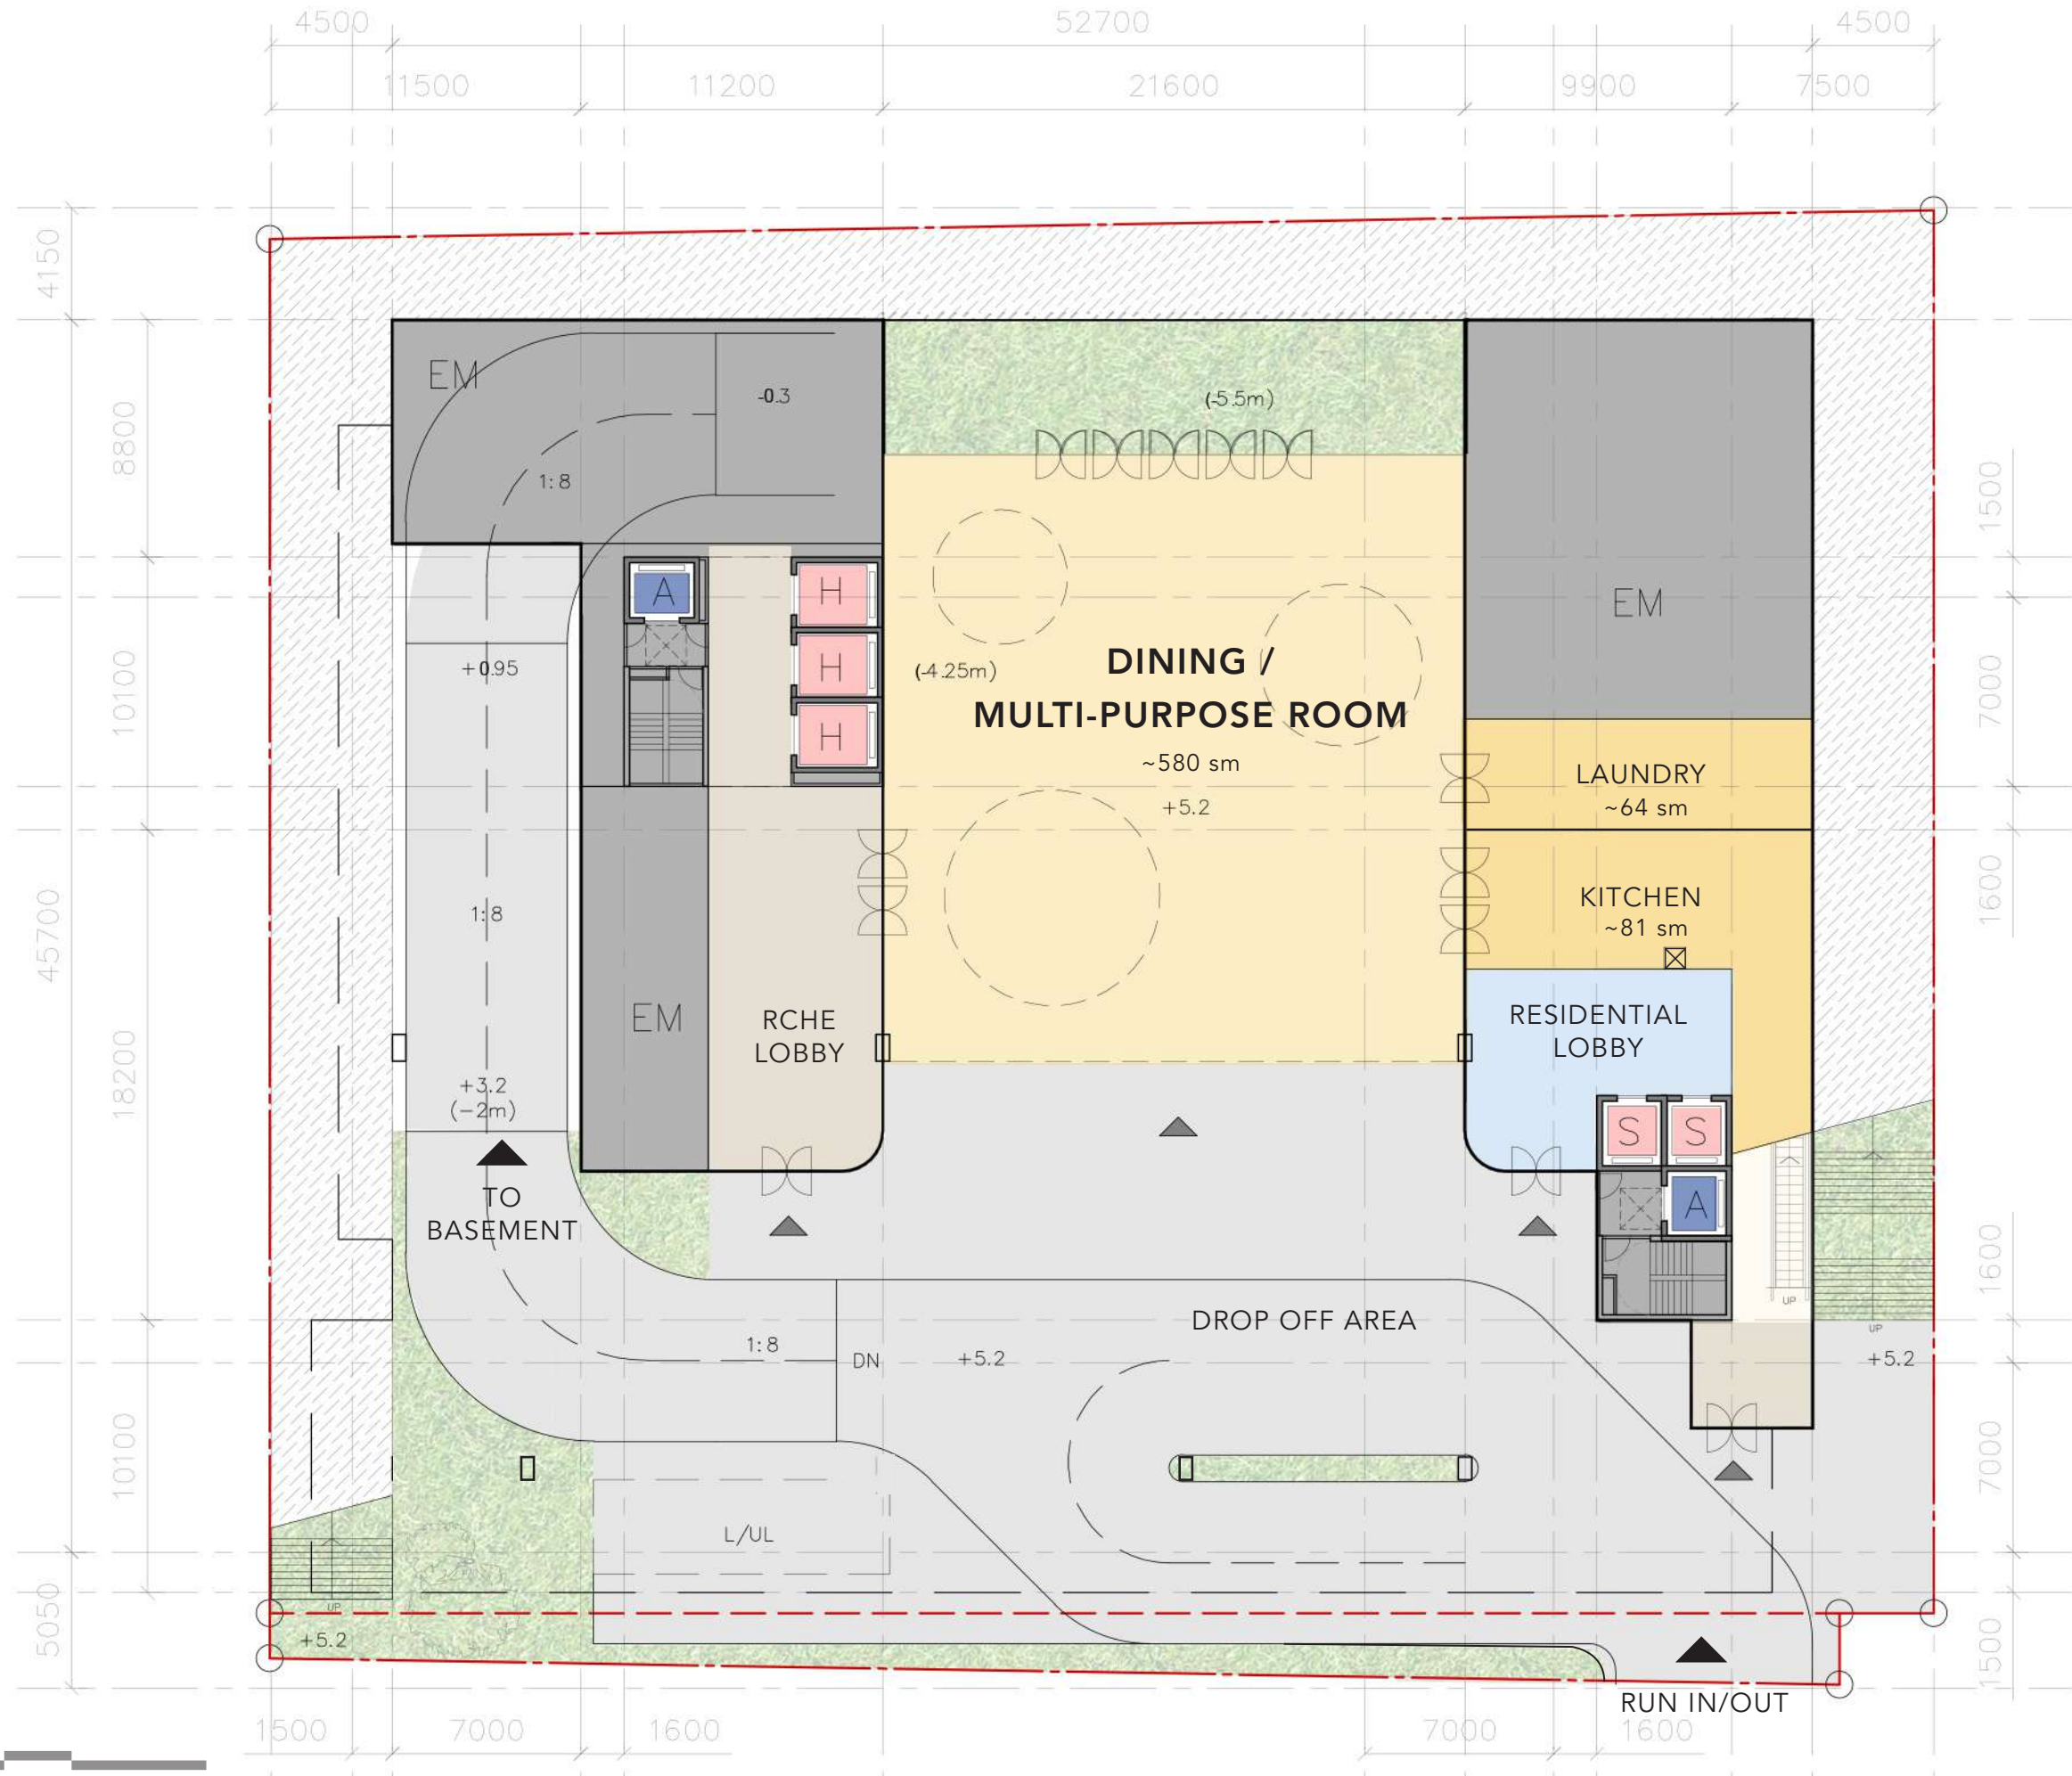 4500
52700
4500
11500
11200
21600
9900
7500
4150
EM
-0.3
(-5.5m)
8800
1:8
1500
A
H
EM
+0.95
H
(-4.25m)
DINING /
MULTI-PURPOSE ROOM
~580 sm
+5.2
10100
7000
H
LAUNDRY
~64 sm
45700
1:8
KITCHEN
~81 sm
1600
EM
RCHE
LOBBY
RESIDENTIAL
LOBBY
18200
+3.2
(-2m)
S
S
TO
BASEMENT
A
1600
UP
DROP OFF AREA
UP
1:8
DN
+5.2
+5.2
10100
7000
L/UL
5050
UP
+5.2
1500
RUN IN/OUT
1500
7000
1600
7000
1600